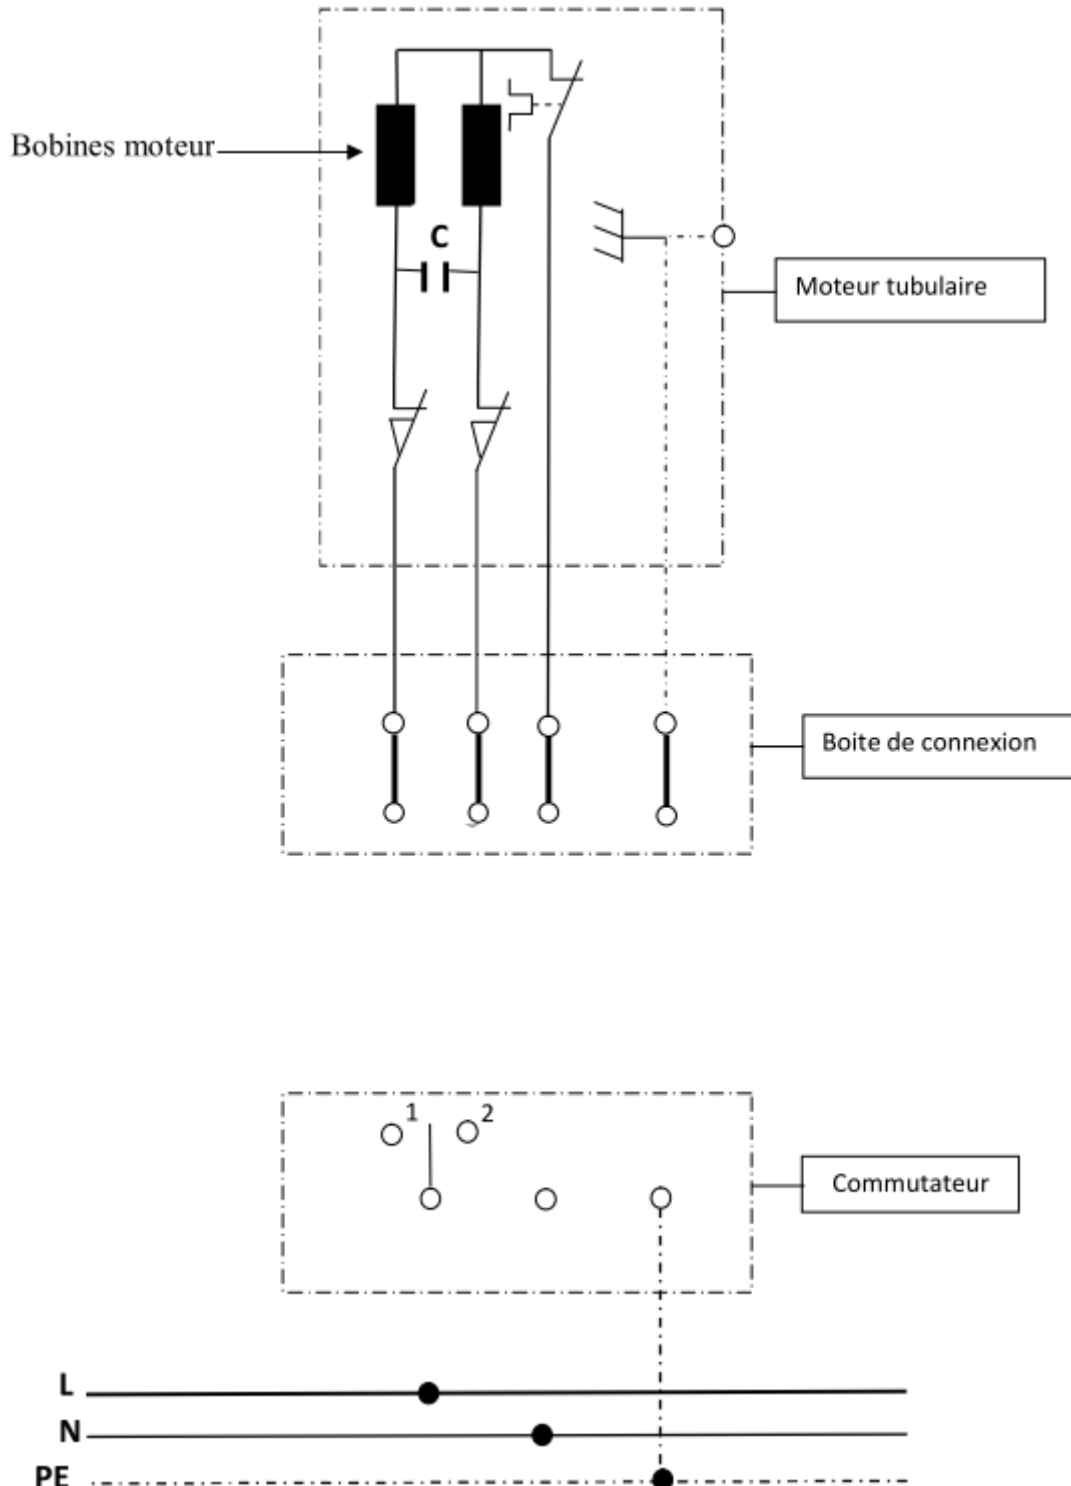 Bobines moteur
C
Moteur tubulaire
Boite de connexion
1 2
Commutateur
L
N
PE